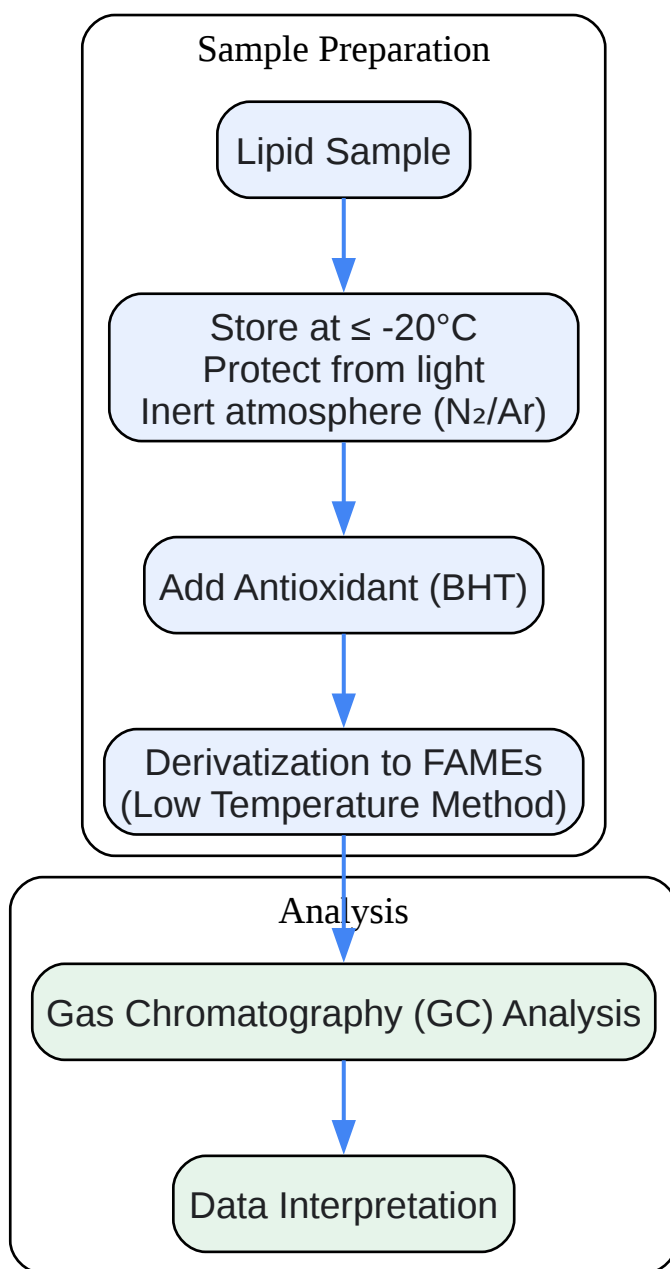 Sample Preparation
Lipid Sample
Store at ≤ -20°C
Protect from light
Inert atmosphere (N₂/Ar)
Add Antioxidant (BHT)
Derivatization to FAMEs
(Low Temperature Method)
Analysis
Gas Chromatography (GC) Analysis
Data Interpretation